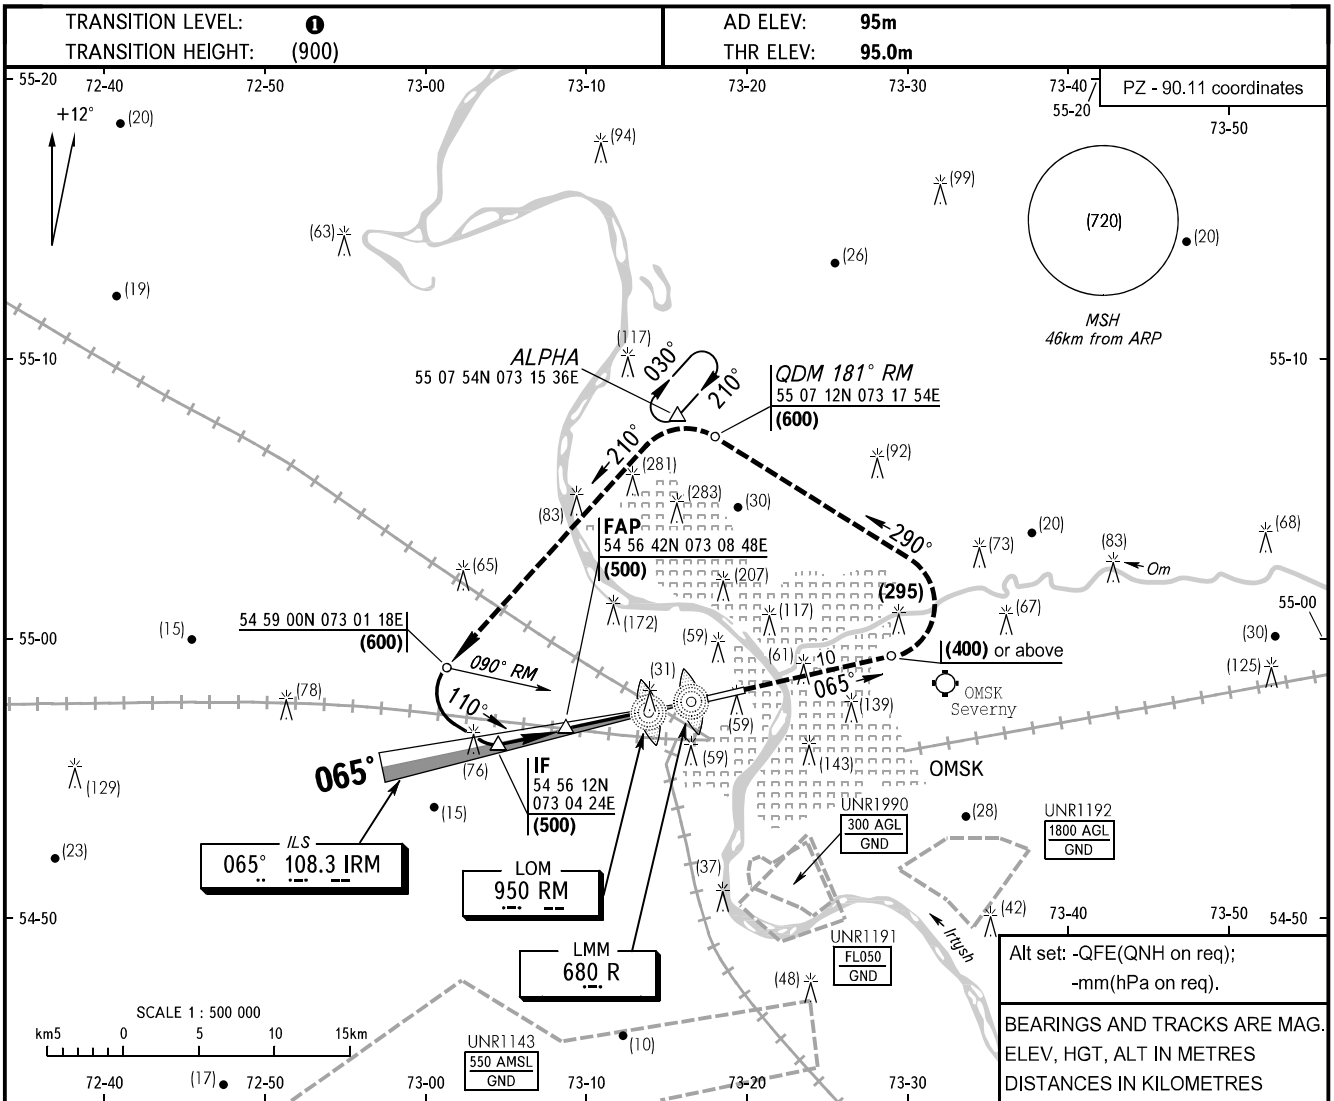 TRANSITION LEVEL: ❶
TRANSITION HEIGHT: (900)
AD ELEV: 95m
THR ELEV: 95.0m
55-20
72-40
72-50
73-00
73-10
73-20
73-30
73-40
55-20
PZ - 90.11 coordinates
73-50
+12°
(20)
(94)
(99)
(63)
(720)
(20)
(26)
(19)
MSH
46km from ARP
(117)
55-10
55-10
ALPHA
55 07 54N 073 15 36E
030°
210°
QDM 181° RM
55 07 12N 073 17 54E
(600)
210°
(281)
(92)
(283)
(30)
(83)
FAP
54 56 42N 073 08 48E
(500)
290°
(20)
(68)
(73)
(83)
Om
(65)
(207)
(295)
(172)
(117)
(67)
55-00
54 59 00N 073 01 18E
(600)
(15)
55-00
(59)
(30)
(61)
10
(400) or above
(125)
090° RM
(31)
065°
OMSK
Severny
(78)
110°
(59)
(139)
065°
(76)
(59)
(143)
OMSK
(129)
IF
54 56 12N
073 04 24E
(500)
(15)
UNR1990
300 AGL
GND
(28)
UNR1192
1800 AGL
GND
ILS
065° 108.3 IRM
(23)
LOM
950 RM
(37)
54-50
(42)
73-40
73-50
54-50
UNR1191
FL050
GND
Irtysh
LMM
680 R
(48)
Alt set: -QFE(QNH on req);
-mm(hPa on req).
SCALE 1 : 500 000
km5 0 5 10 15km
UNR1143
550 AMSL
GND
(10)
BEARINGS AND TRACKS ARE MAG.
ELEV, HGT, ALT IN METRES
DISTANCES IN KILOMETRES
72-40
(17)
72-50
73-00
73-10
73-20
73-30